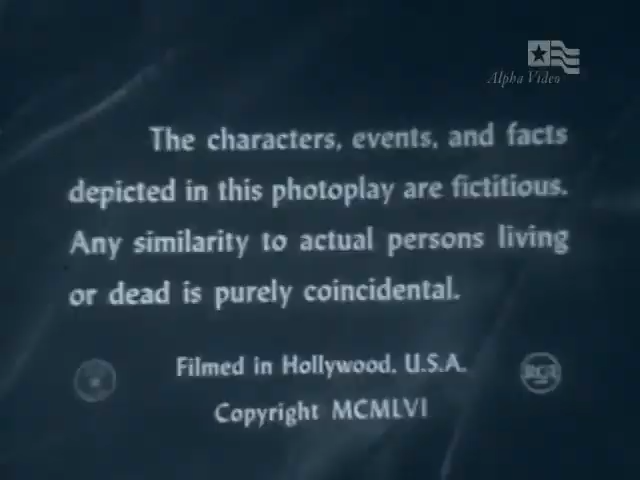 Alpha Video
The characters, events, and facts
depicted in this photoplay are fictitious.
Any similarity to actual persons living
or dead is purely coincidental.
Filmed in Hollywood, U.S.A.
RCA
Copyright MCMLVI